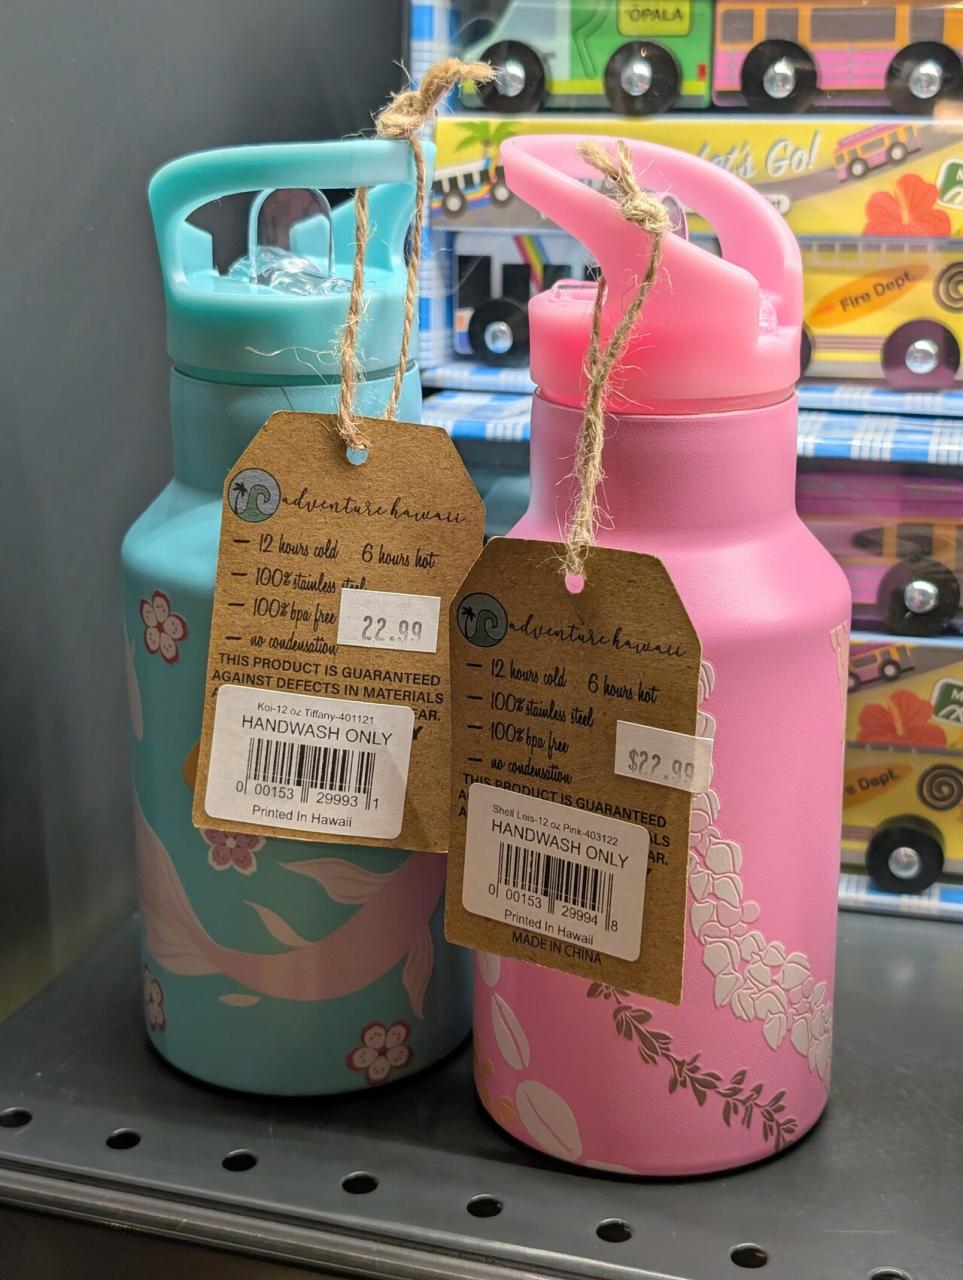 OPALA
Let's Go!
Fire Dept.
adventure hawaii
— 12 hours cold 6 hours hot
— 100% stainless steel
— 100% bpa free
— no condensation
22.99
THIS PRODUCT IS GUARANTEED
AGAINST DEFECTS IN MATERIALS
EAR.
Koi-12 oz Tiffany-401121
HANDWASH ONLY
0 00153 29993 1
Printed In Hawaii
adventure hawaii
— 12 hours cold 6 hours hot
— 100% stainless steel
— 100% bpa free
— no condensation
$22.99
THIS PRODUCT IS GUARANTEED
ALS
EAR.
Shell Leis-12 oz Pink-403122
HANDWASH ONLY
0 00153 29994 8
Printed In Hawaii
MADE IN CHINA
e Dept.